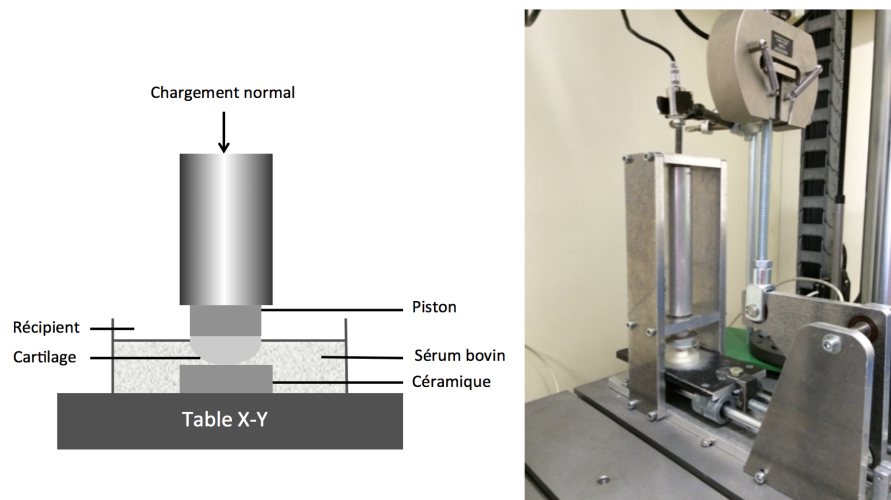 Chargement normal
Piston
Récipient
Cartilage
Sérum bovin
Céramique
Table X-Y